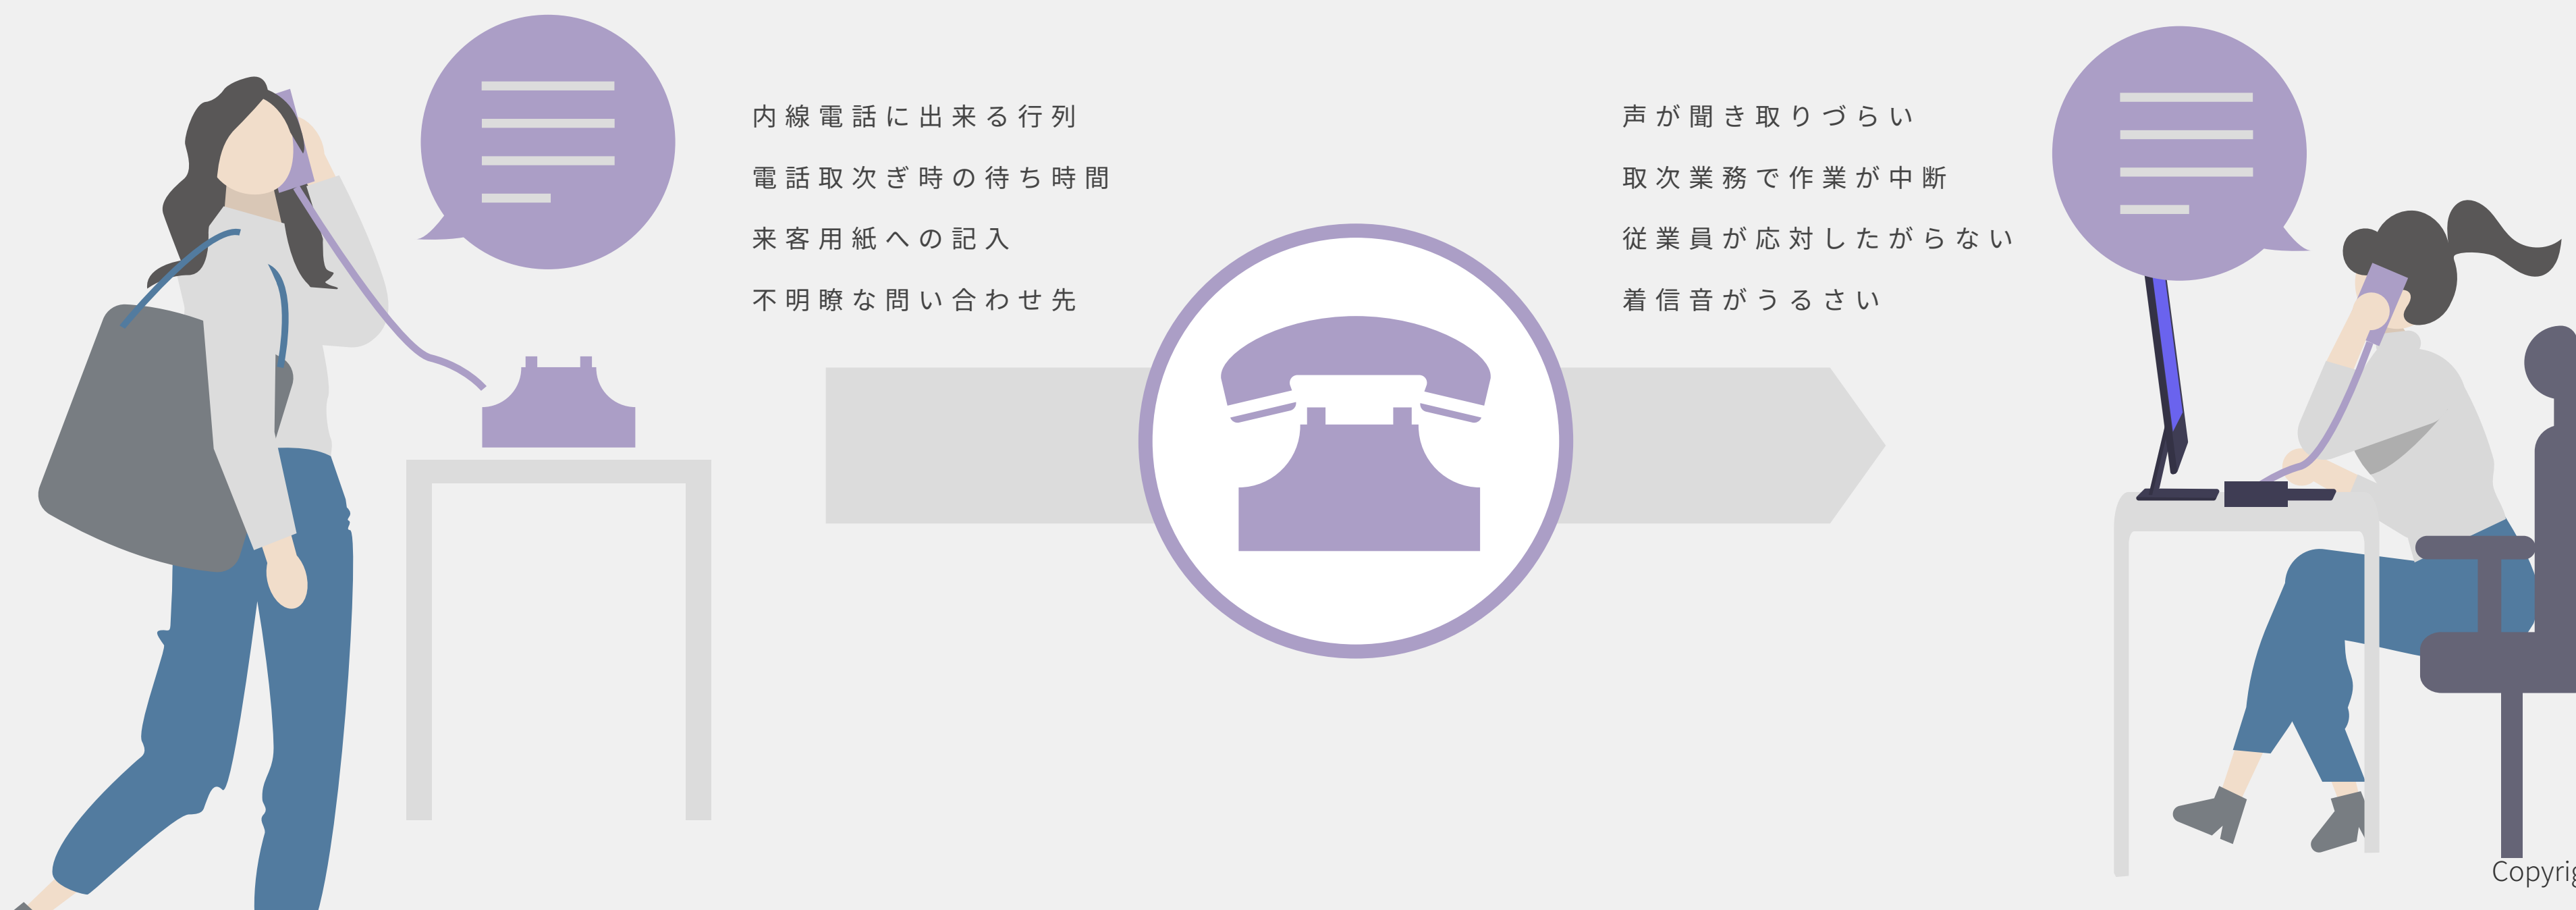 内線電話に出来る行列
電話取次ぎ時の待ち時間
来客用紙への記入
不明瞭な問い合わせ先
声が聞き取りづらい
取次業務で作業が中断
従業員が応対したがらない
着信音がうるさい